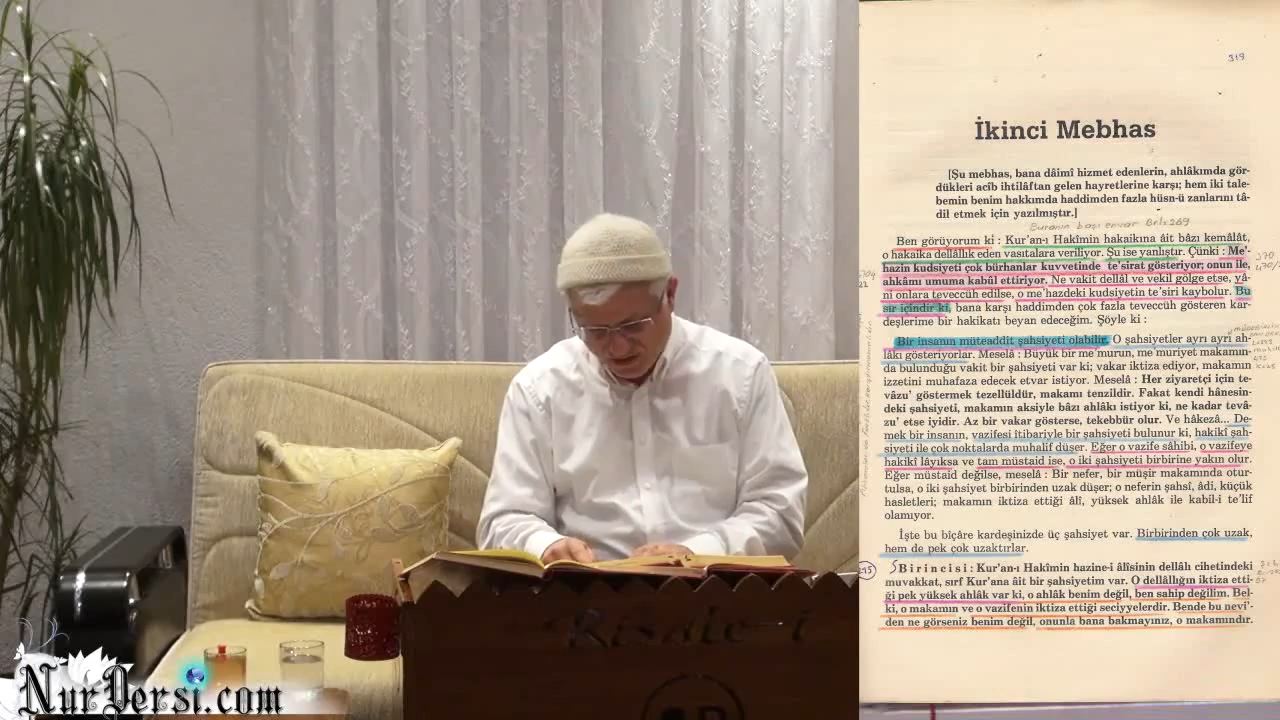 319
İkinci Mebhas
[Şu mebhas, bana dâimî hizmet edenlerin, ahlâkımda gör-
dükleri acîb ihtilâftan gelen hayretlerine karşı; hem iki tale-
bemin benim hakkımda haddimden fazla hüsn-ü zanlarını tâ-
dil etmek için yazılmıştır.]
Buranın başı envar Brl: 269
Ben görüyorum ki : Kur'an-ı Hakîmin hakaikına âit bâzı kemâlât,
o hakaika dellâllık eden vasıtalara veriliyor. Şu ise yanlıştır. Çünki : Me'-
hazin kudsiyeti çok bürhanlar kuvvetinde te'sirat gösteriyor; onun ile,
ahkâmı umuma kabûl ettiriyor. Ne vakit dellâl ve vekil gölge etse, yâ-
ni onlara teveccüh edilse, o me'hazdeki kudsiyetin te'siri kaybolur. Bu
sır içindir ki, bana karşı haddimden çok fazla teveccüh gösteren kar-
deşlerime bir hakikatı beyan edeceğim. Şöyle ki :
Bir insanın müteaddit şahsiyeti olabilir. O şahsiyetler ayrı ayrı ah-
lâkı gösteriyorlar. Meselâ : Büyük bir me'murun, me'muriyet makamın-
da bulunduğu vakit bir şahsiyeti var ki; vakar iktiza ediyor, makamın
izzetini muhafaza edecek etvar istiyor. Meselâ : Her ziyaretçi için te-
vâzu' göstermek tezellüldür, makamı tenzildir. Fakat kendi hânesin-
deki şahsiyeti, makamın aksiyle bâzı ahlâkı istiyor ki, ne kadar tevâ-
zu' etse iyidir. Az bir vakar gösterse, tekebbür olur. Ve hâkezâ... De-
mek bir insanın, vazifesi îtibariyle bir şahsiyeti bulunur ki, hakikî şah-
siyeti ile çok noktalarda muhalif düşer. Eğer o vazife sâhibi, o vazifeye
hakikî lâyıksa ve tam müstaid ise, o iki şahsiyeti birbirine yakın olur.
Eğer müstaid değilse, meselâ : Bir nefer, bir müşir makamında otur-
tulsa, o iki şahsiyet birbirinden uzak düşer; o neferin şahsî, âdi, küçük
hasletleri; makamın iktiza ettiği âlî, yüksek ahlâk ile kabil-i te'lif
olamıyor.
İşte bu bîçâre kardeşinizde üç şahsiyet var. Birbirinden çok uzak,
hem de pek çok uzaktırlar.
Birincisi: Kur'an-ı Hakîmin hazine-i âlîsinin dellâlı cihetindeki
muvakkat, sırf Kur'ana âit bir şahsiyetim var. O dellâllığın iktiza etti-
ği pek yüksek ahlâk var ki, o ahlâk benim değil, ben sahip değilim. Bel-
ki, o makamın ve o vazifenin iktiza ettiği seciyyelerdir. Bende bu nevi'-
den ne görseniz benim değil, onunla bana bakmayınız, o makamındır.
Risale-i
NurDersi.com